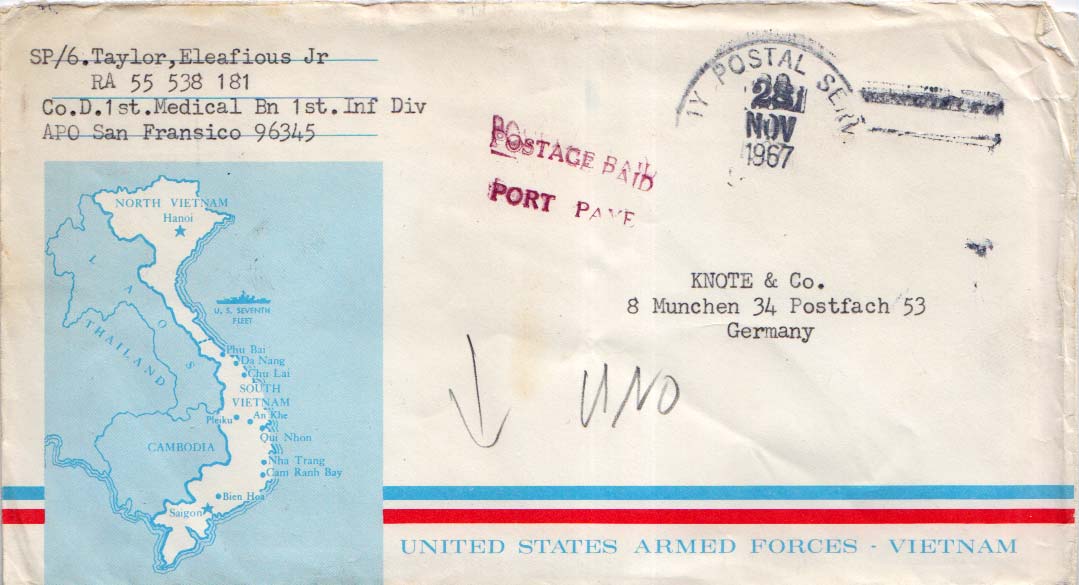 SP/6.Taylor,Eleafious Jr
RA 55 538 181
Co.D.1st.Medical Bn 1st.Inf Div
APO San Fransico 96345
POSTAL SERV
NOV
1967
POSTAGE PAID
PORT PAYE
KNOTE & Co.
8 Munchen 34 Postfach 53
Germany
UNO
NORTH VIETNAM
Hanoi
LAOS
THAILAND
U. S. SEVENTH
FLEET
Phu Bai
Da Nang
Chu Lai
SOUTH
VIETNAM
Pleiku
An Khe
Qui Nhon
CAMBODIA
Nha Trang
Cam Ranh Bay
Bien Hoa
Saigon
UNITED STATES ARMED FORCES - VIETNAM